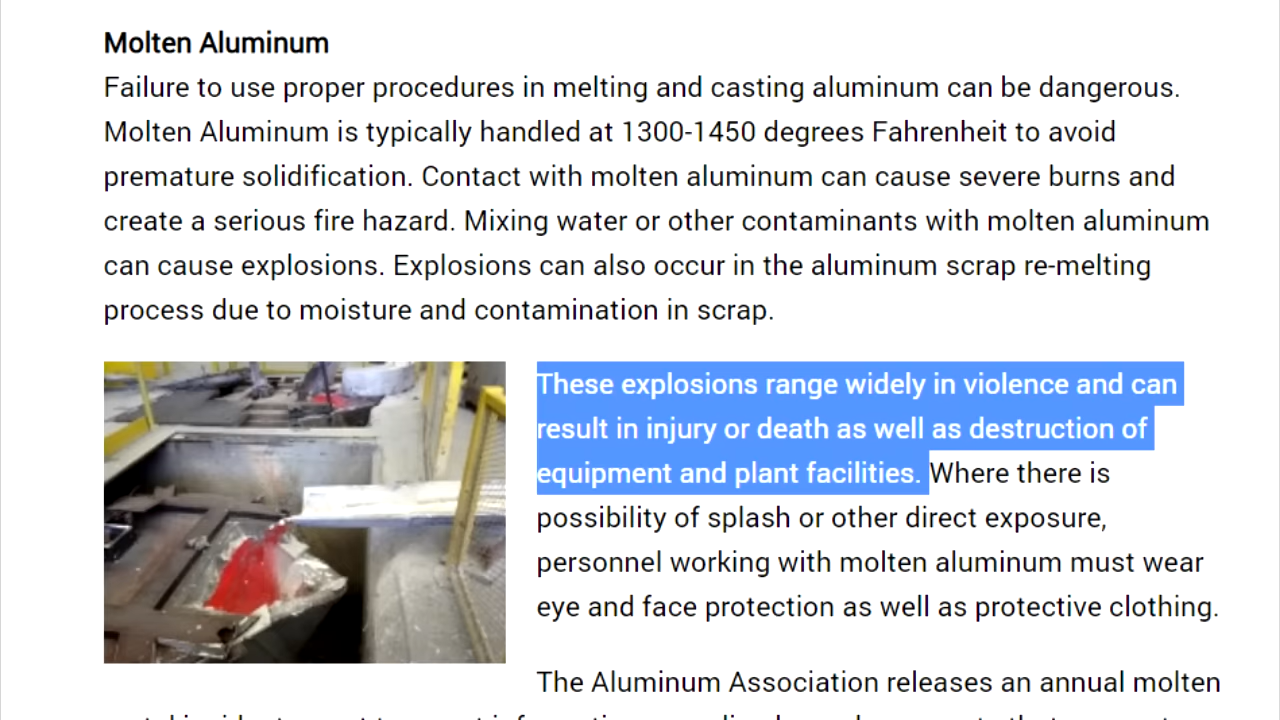 Molten Aluminum
Failure to use proper procedures in melting and casting aluminum can be dangerous.
Molten Aluminum is typically handled at 1300-1450 degrees Fahrenheit to avoid
premature solidification. Contact with molten aluminum can cause severe burns and
create a serious fire hazard. Mixing water or other contaminants with molten aluminum
can cause explosions. Explosions can also occur in the aluminum scrap re-melting
process due to moisture and contamination in scrap.
These explosions range widely in violence and can
result in injury or death as well as destruction of
equipment and plant facilities. Where there is
possibility of splash or other direct exposure,
personnel working with molten aluminum must wear
eye and face protection as well as protective clothing.
The Aluminum Association releases an annual molten